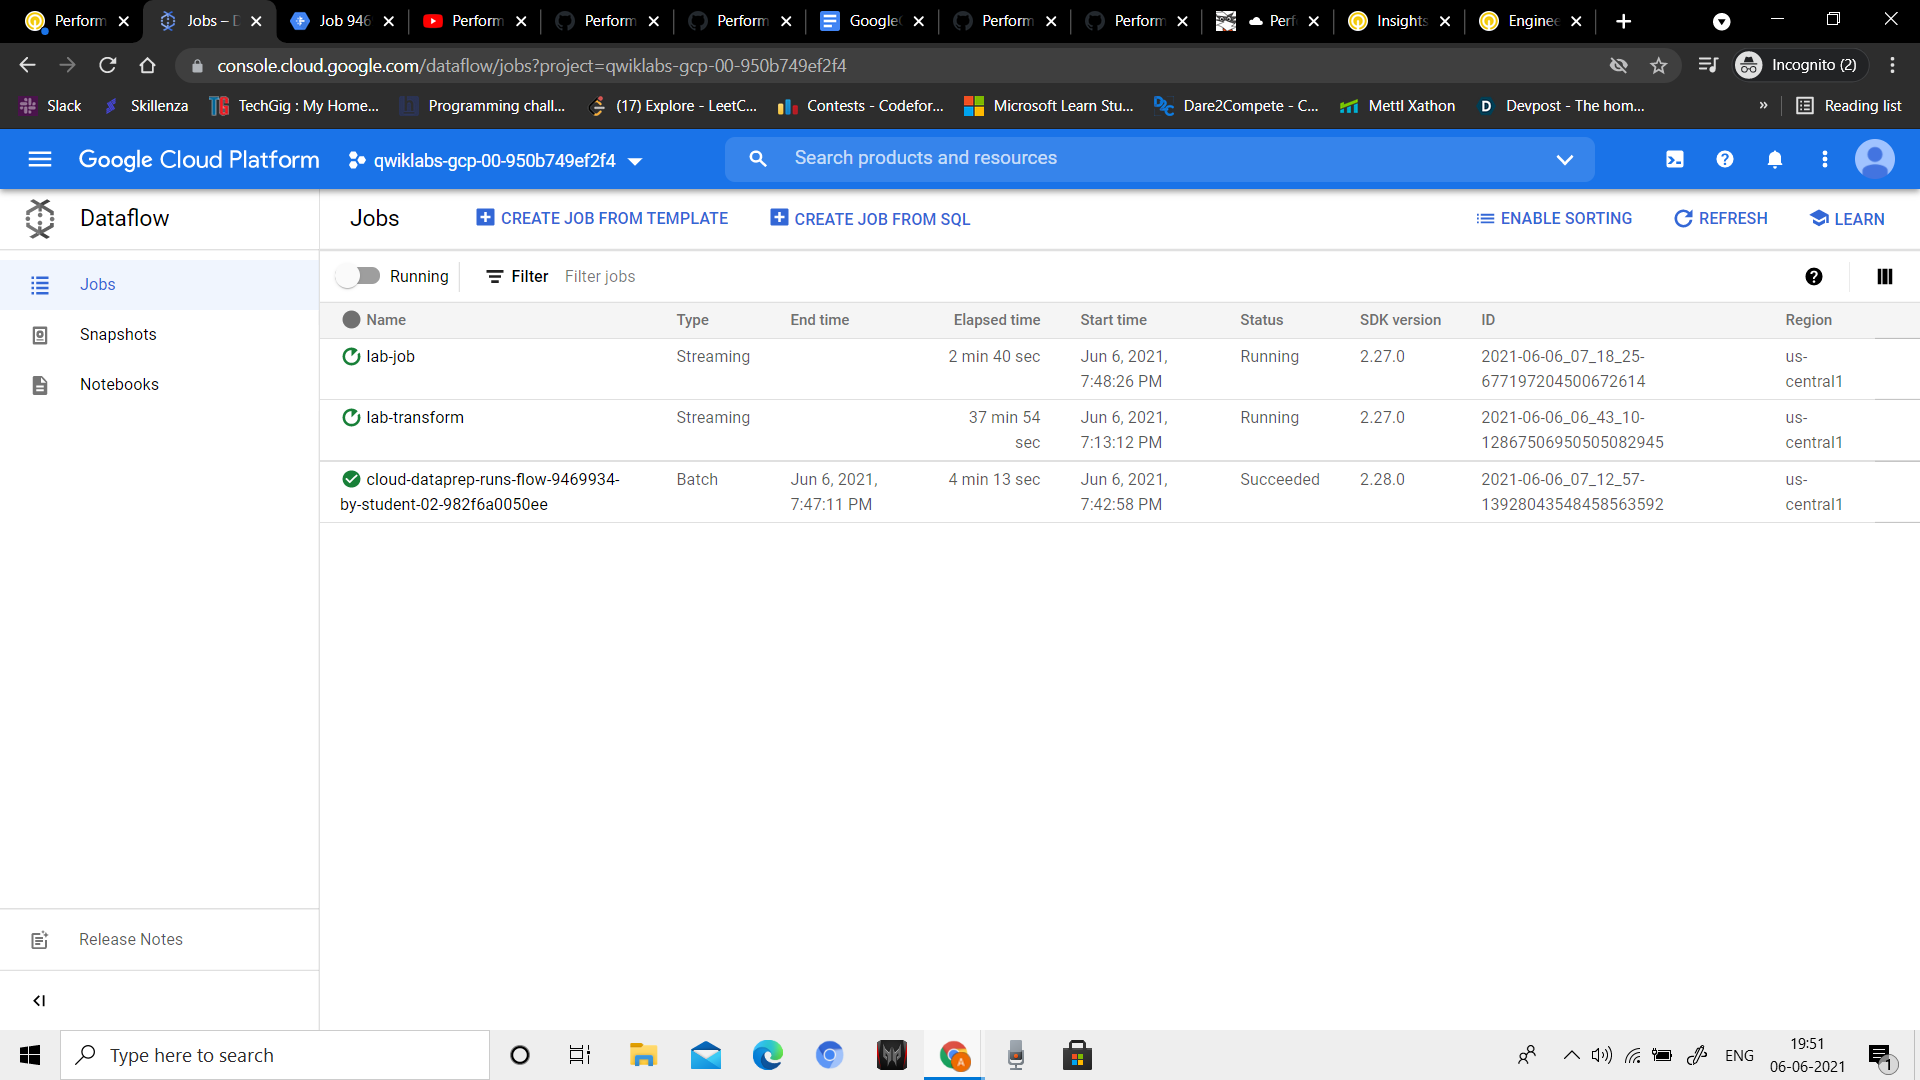 Perform
Jobs – D
Job 946
Perform
Perform
Perform
Google
Perform
Perform
Perf
Insights
Enginee
console.cloud.google.com/dataflow/jobs?project=qwiklabs-gcp-00-950b749ef2f4
Incognito (2)
Slack
Skillenza
TechGig : My Home...
Programming chall...
(17) Explore - LeetC...
Contests - Codefor...
Microsoft Learn Stu...
Dare2Compete - C...
Mettl Xathon
Devpost - The hom...
»
Reading list
Google Cloud Platform
qwiklabs-gcp-00-950b749ef2f4
Search products and resources
Dataflow
Jobs
CREATE JOB FROM TEMPLATE
CREATE JOB FROM SQL
ENABLE SORTING
REFRESH
LEARN
Jobs
Snapshots
Notebooks
Running
Filter
Filter jobs
Name Type End time Elapsed time Start time Status SDK version ID Region
lab-job Streaming 2 min 40 sec Jun 6, 2021, Running 2.27.0 2021-06-06_07_18_25- us-
7:48:26 PM 677197204500672614 central1
lab-transform Streaming 37 min 54 Jun 6, 2021, Running 2.27.0 2021-06-06_06_43_10- us-
sec 7:13:12 PM 12867506950505082945 central1
cloud-dataprep-runs-flow-9469934- Batch Jun 6, 2021, 4 min 13 sec Jun 6, 2021, Succeeded 2.28.0 2021-06-06_07_12_57- us-
by-student-02-982f6a0050ee 7:47:11 PM 7:42:58 PM 13928043548458563592 central1
Release Notes
Type here to search
ENG
19:51
06-06-2021
1